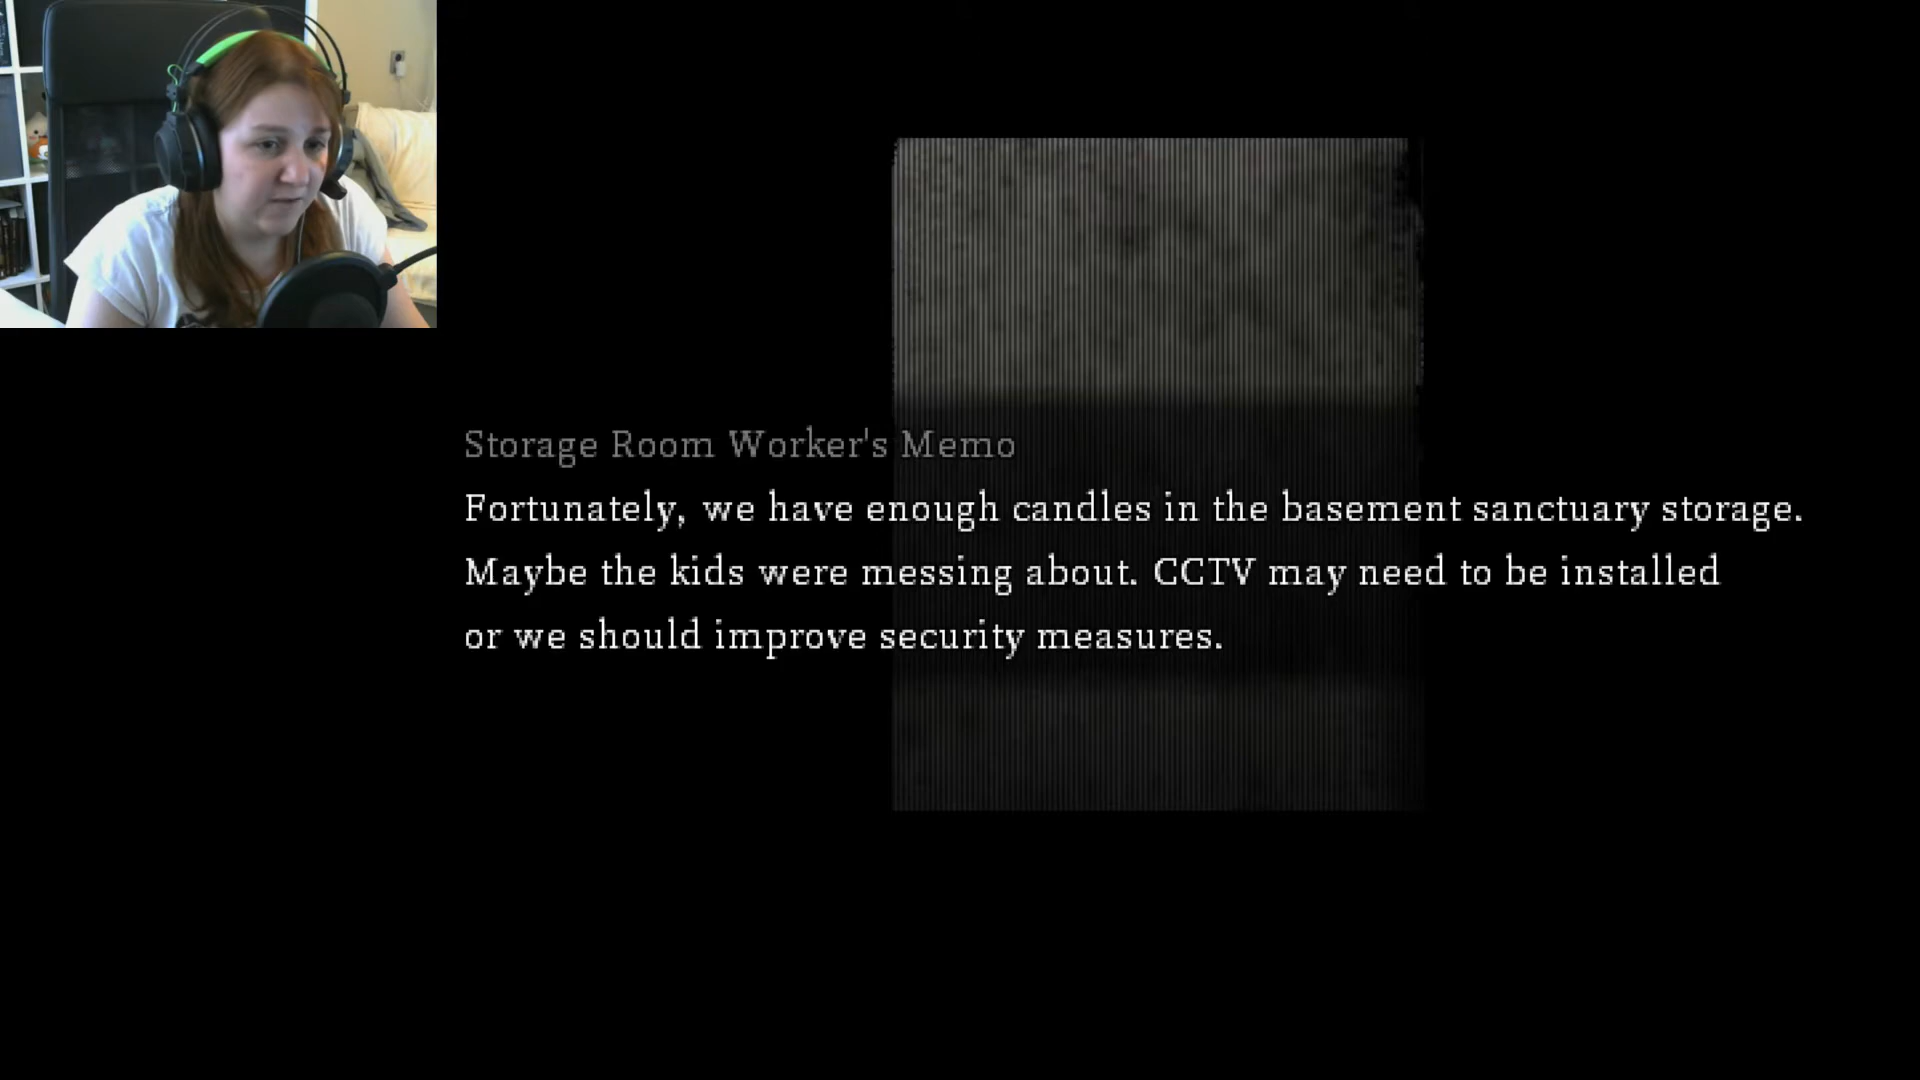 Storage Room Worker's Memo
Fortunately, we have enough candles in the basement sanctuary storage.
Maybe the kids were messing about. CCTV may need to be installed
or we should improve security measures.